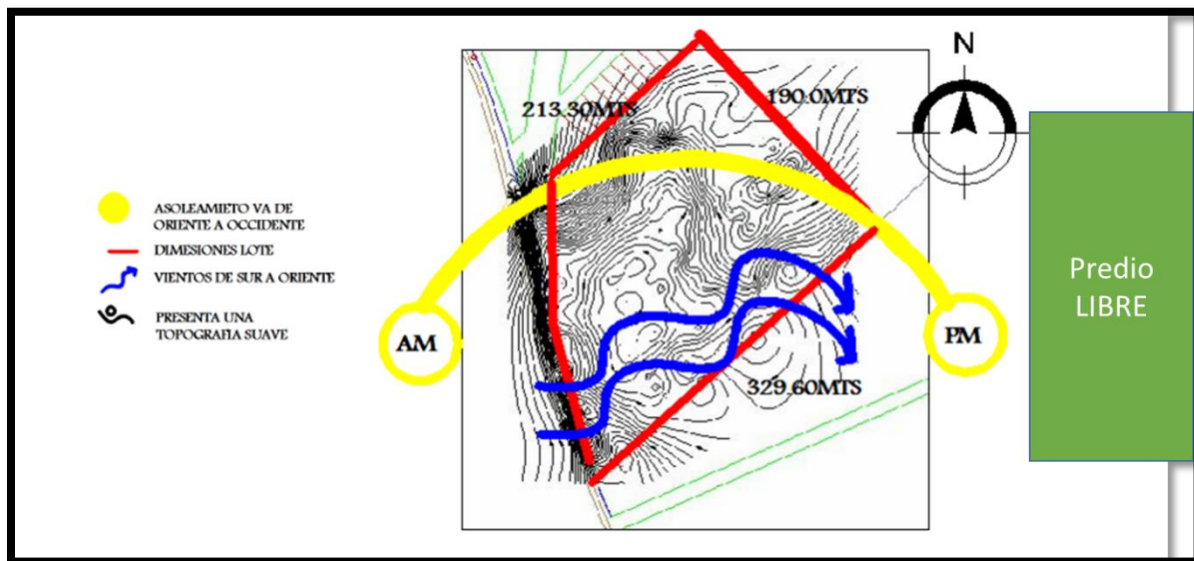 N
213.30MTS
190.0MTS
ASOLEAMIETO VA DE
ORIENTE A OCCIDENTE
DIMESIONES LOTE
VIENTOS DE SUR A ORIENTE
PRESENTA UNA
TOPOGRAFIA SUAVE
AM
PM
329.60MTS
Predio
LIBRE